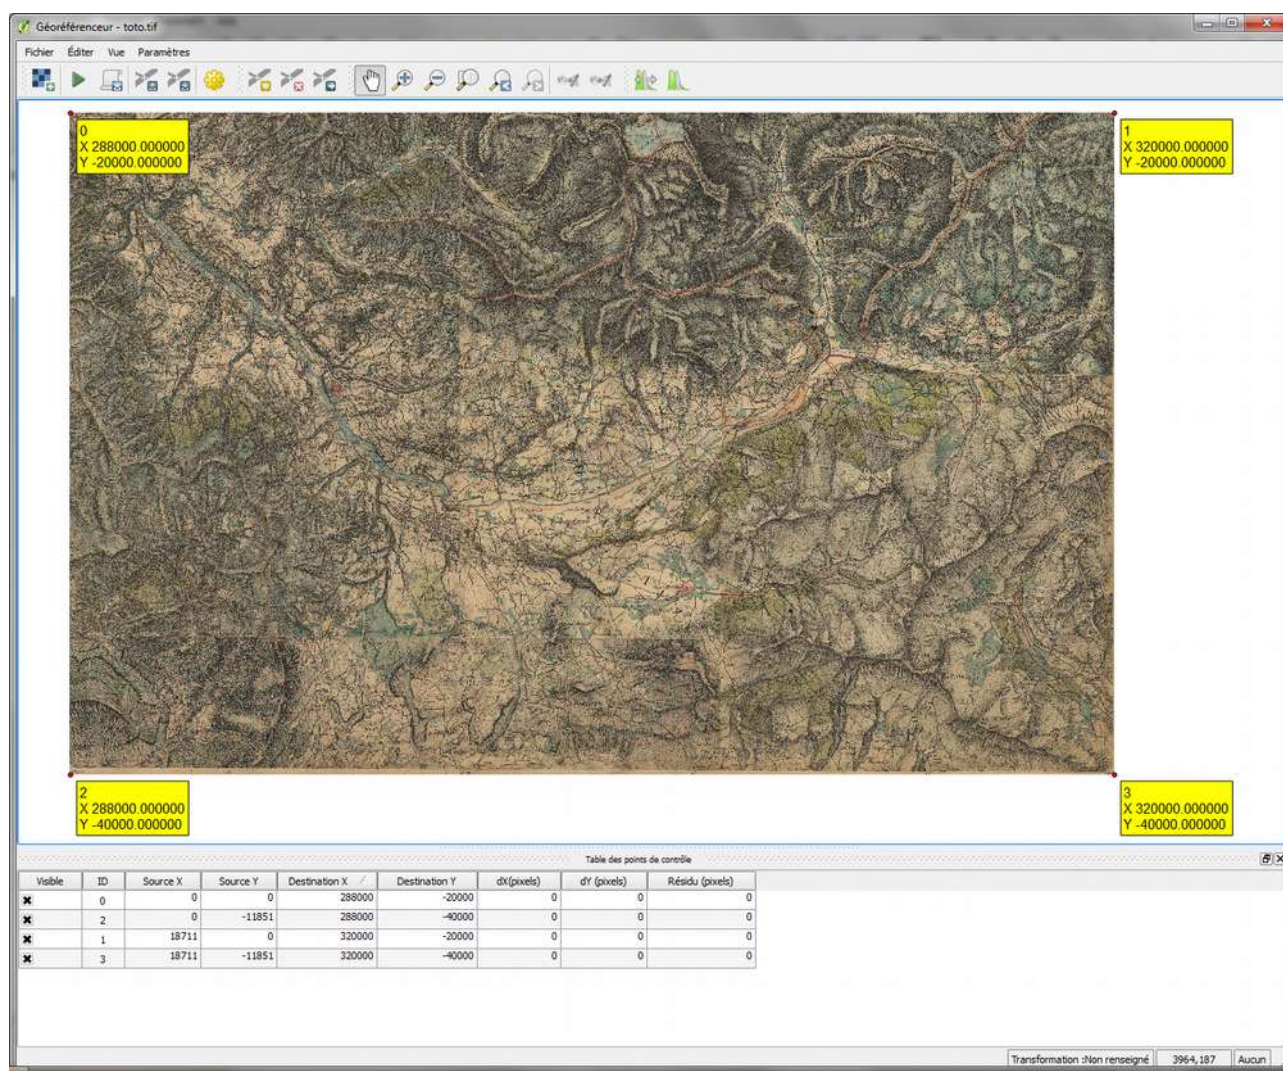 Géoréférenceur - toto.tif
Fichier Éditer Vue Paramètres
0
X 288000.000000
Y -20000.000000
1
X 320000.000000
Y -20000.000000
2
X 288000.000000
Y -40000.000000
3
X 320000.000000
Y -40000.000000
Table des points de contrôle
Visible ID Source X Source Y Destination X Destination Y dX(pixels) dY (pixels) Résidu (pixels)
0 0 0 288000 -20000 0 0 0
2 0 -11851 288000 -40000 0 0 0
1 18711 0 320000 -20000 0 0 0
3 18711 -11851 320000 -40000 0 0 0
Transformation :Non renseigné 3964,187 Aucun